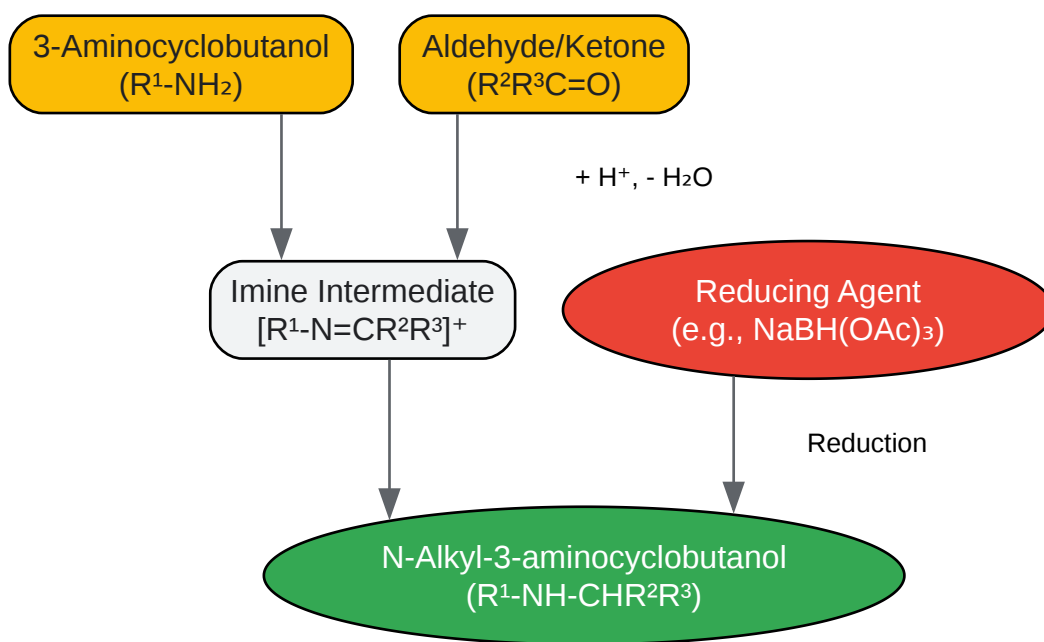 3-Aminocyclobutanol
(R¹-NH₂)
Aldehyde/Ketone
(R²R³C=O)
+ H⁺, - H₂O
Imine Intermediate
[R¹-N=CR²R³]⁺
Reducing Agent
(e.g., NaBH(OAc)₃)
Reduction
N-Alkyl-3-aminocyclobutanol
(R¹-NH-CHR²R³)